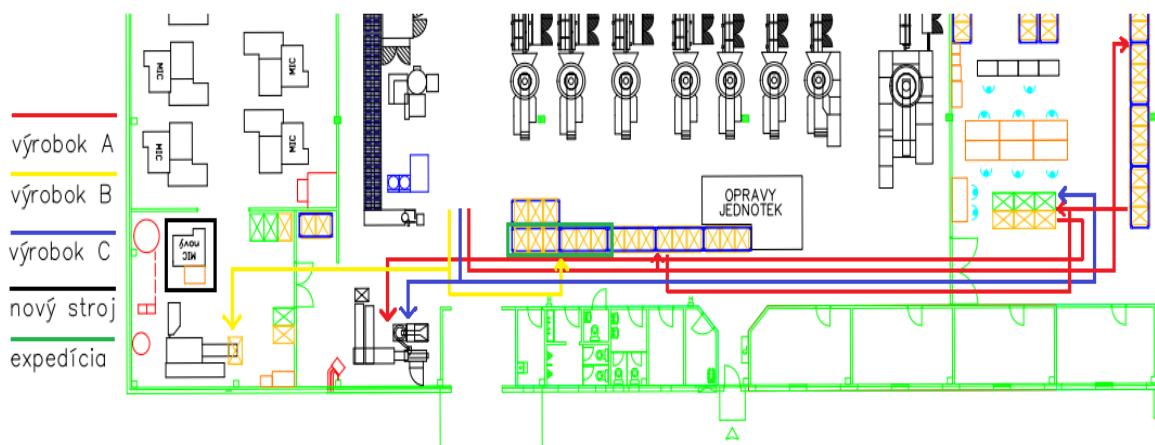 MIC
MIC
MIC
MIC
výrobok A
výrobok B
výrobok C
nový stroj
expedícia
MIC
nový
OPRAVY
JEDNOTEK